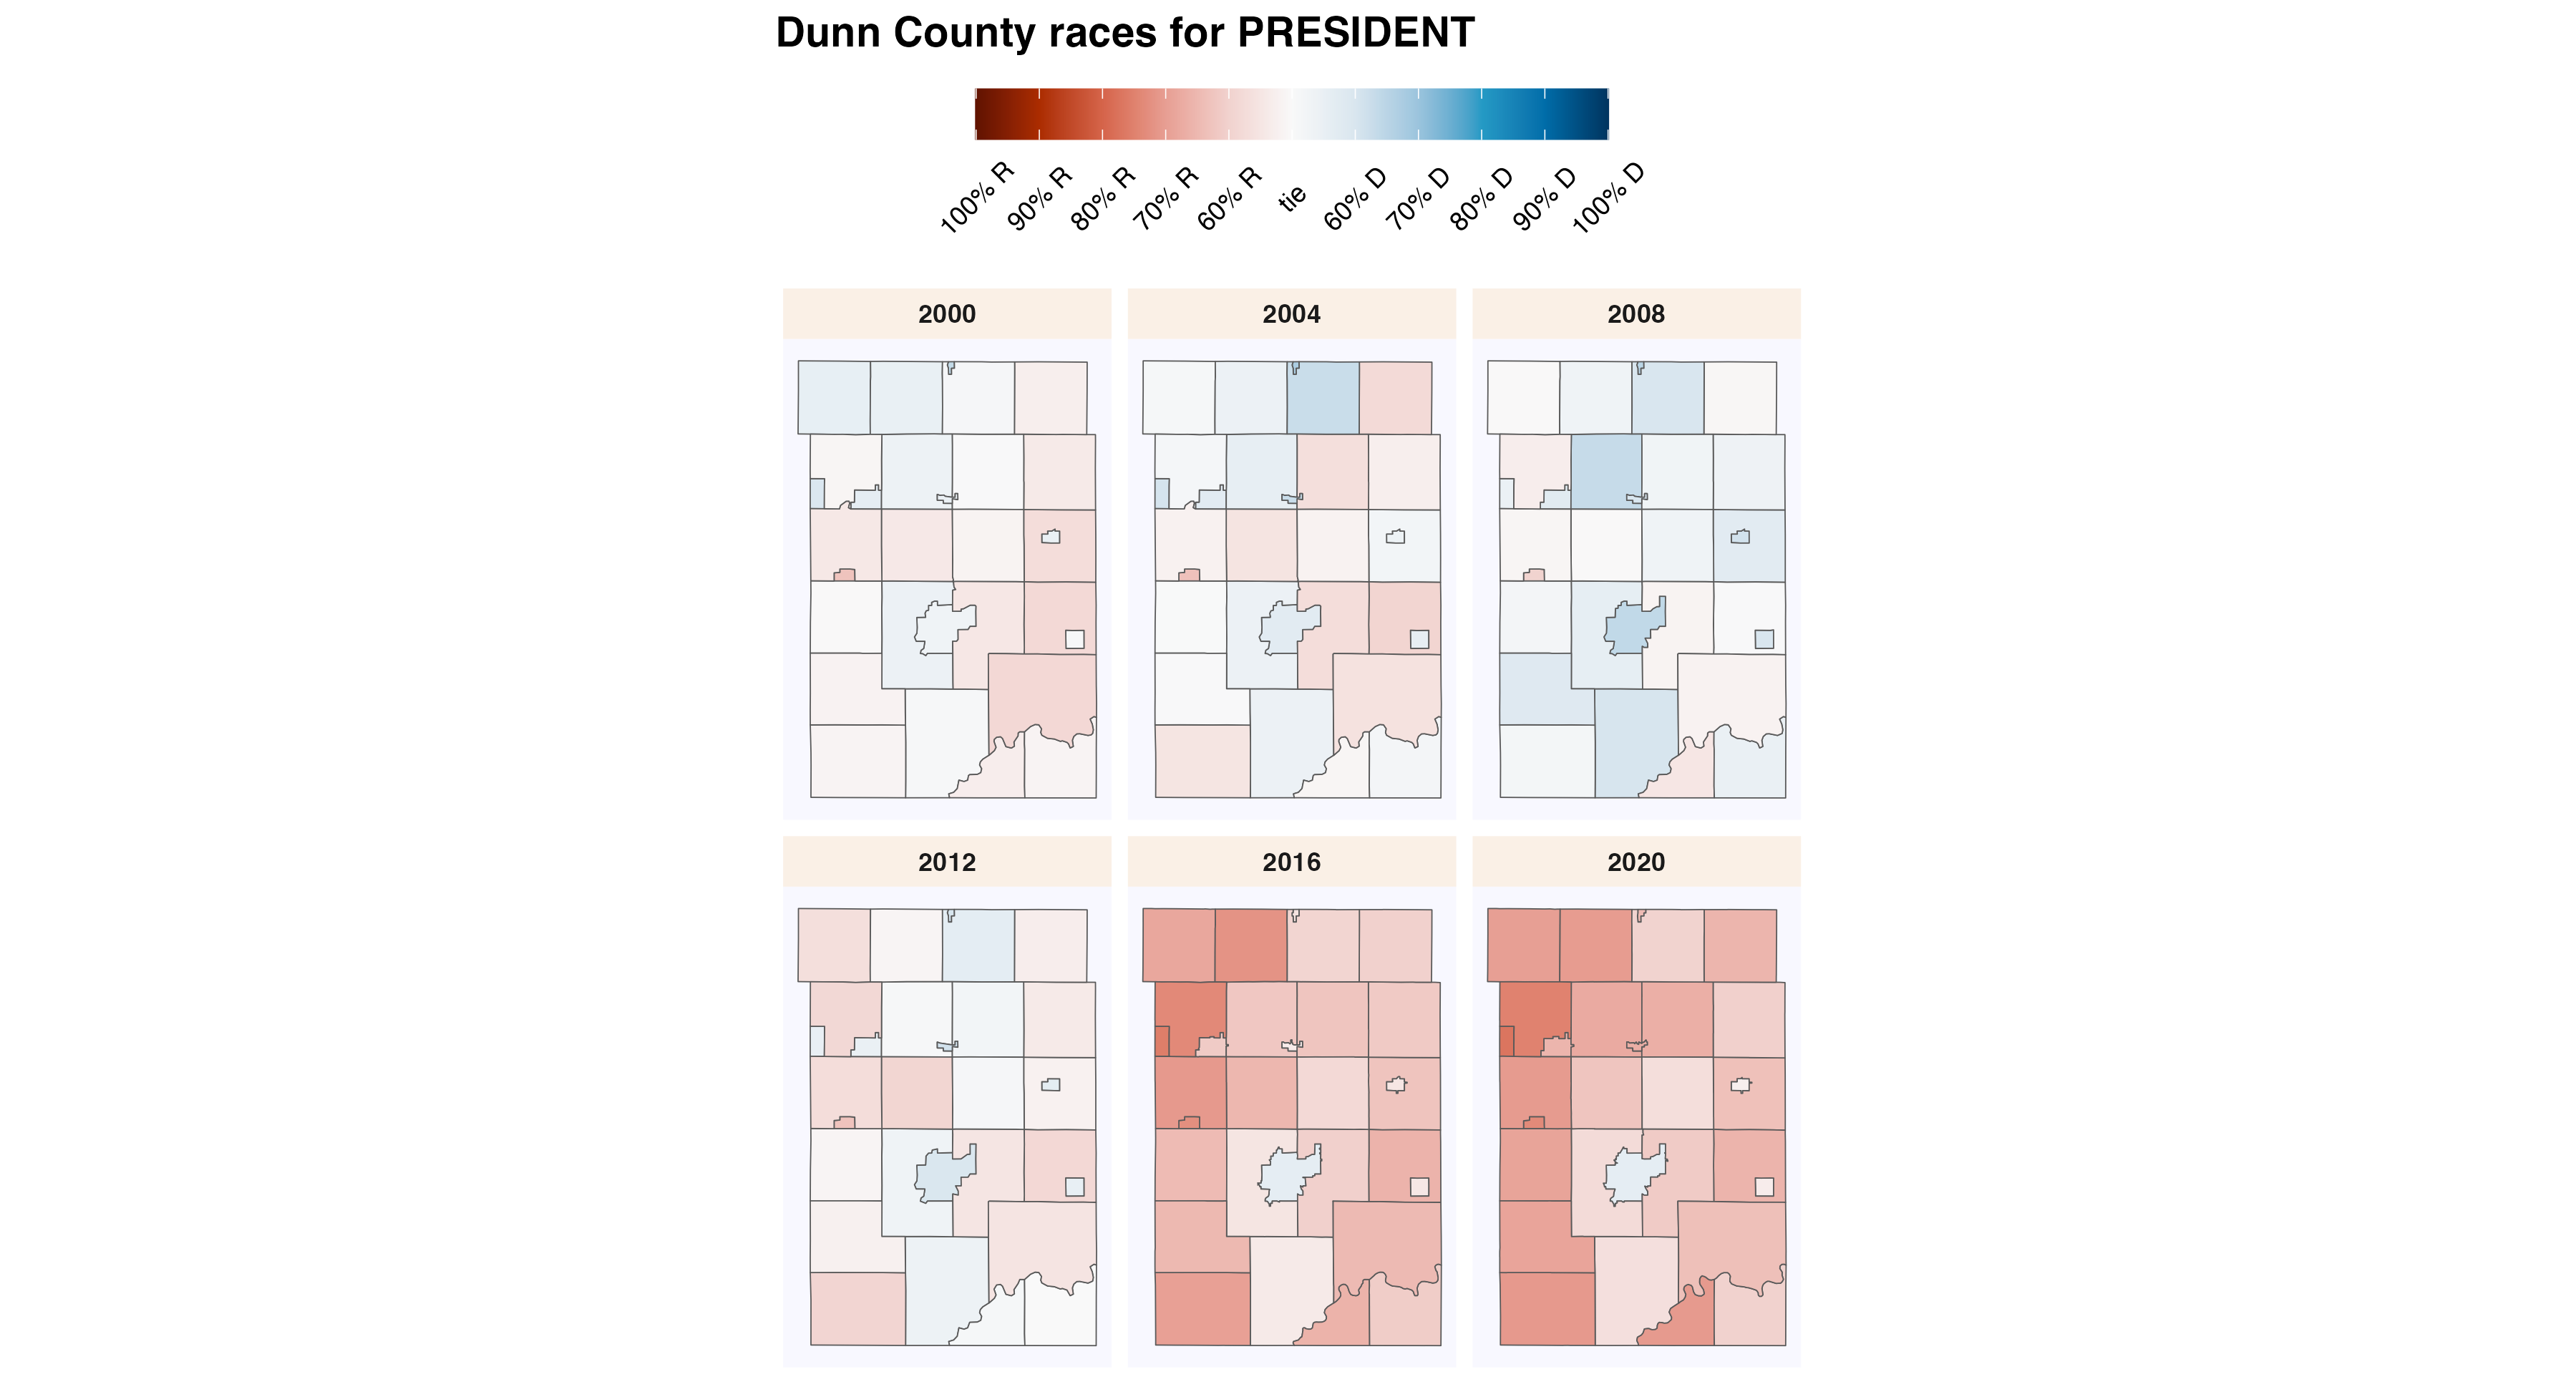 Dunn County races for PRESIDENT
100% R 90% R 80% R 70% R 60% R tie 60% D 70% D 80% D 90% D 100% D
2000 2004 2008
2012 2016 2020